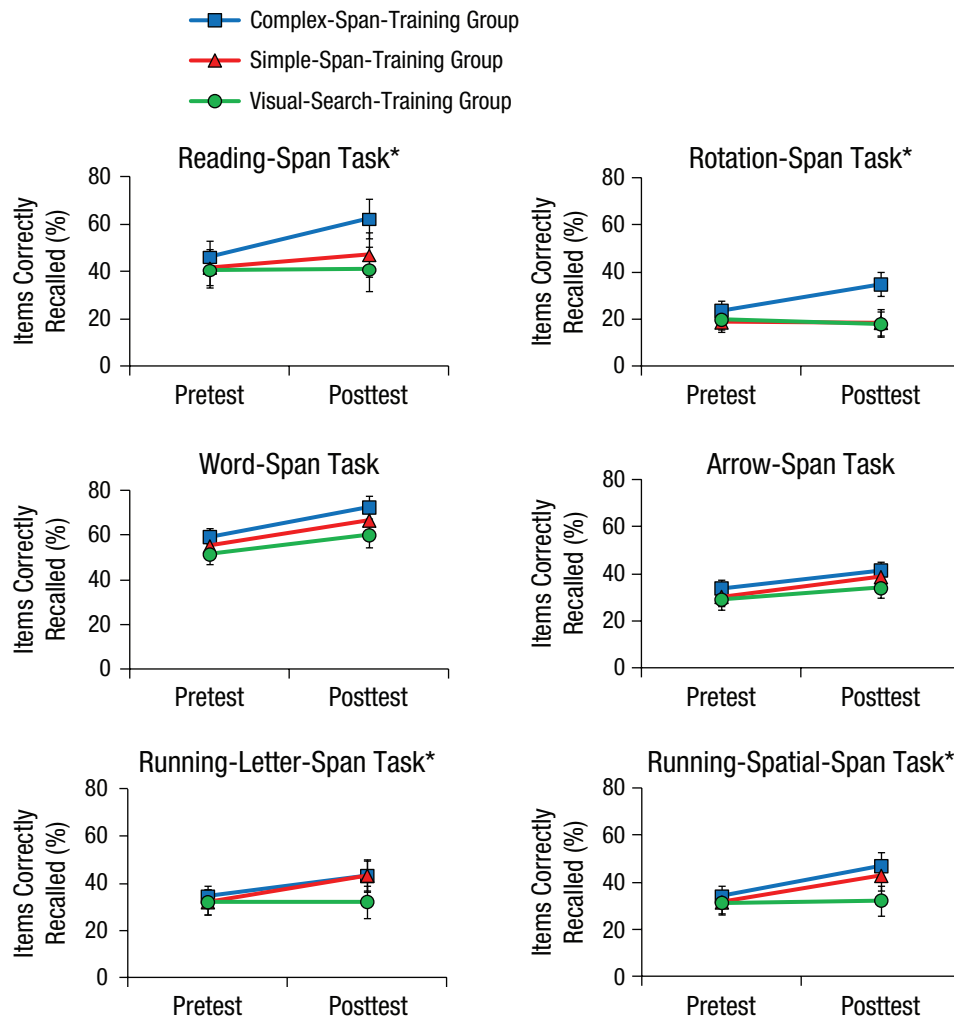 Complex-Span-Training Group
Simple-Span-Training Group
Visual-Search-Training Group
Reading-Span Task*
Items Correctly
Recalled (%)
80
60
40
20
0
Pretest
Posttest
Rotation-Span Task*
Items Correctly
Recalled (%)
80
60
40
20
0
Pretest
Posttest
Word-Span Task
Items Correctly
Recalled (%)
80
60
40
20
0
Pretest
Posttest
Arrow-Span Task
Items Correctly
Recalled (%)
80
60
40
20
0
Pretest
Posttest
Running-Letter-Span Task*
Items Correctly
Recalled (%)
80
60
40
20
0
Pretest
Posttest
Running-Spatial-Span Task*
Items Correctly
Recalled (%)
80
60
40
20
0
Pretest
Posttest